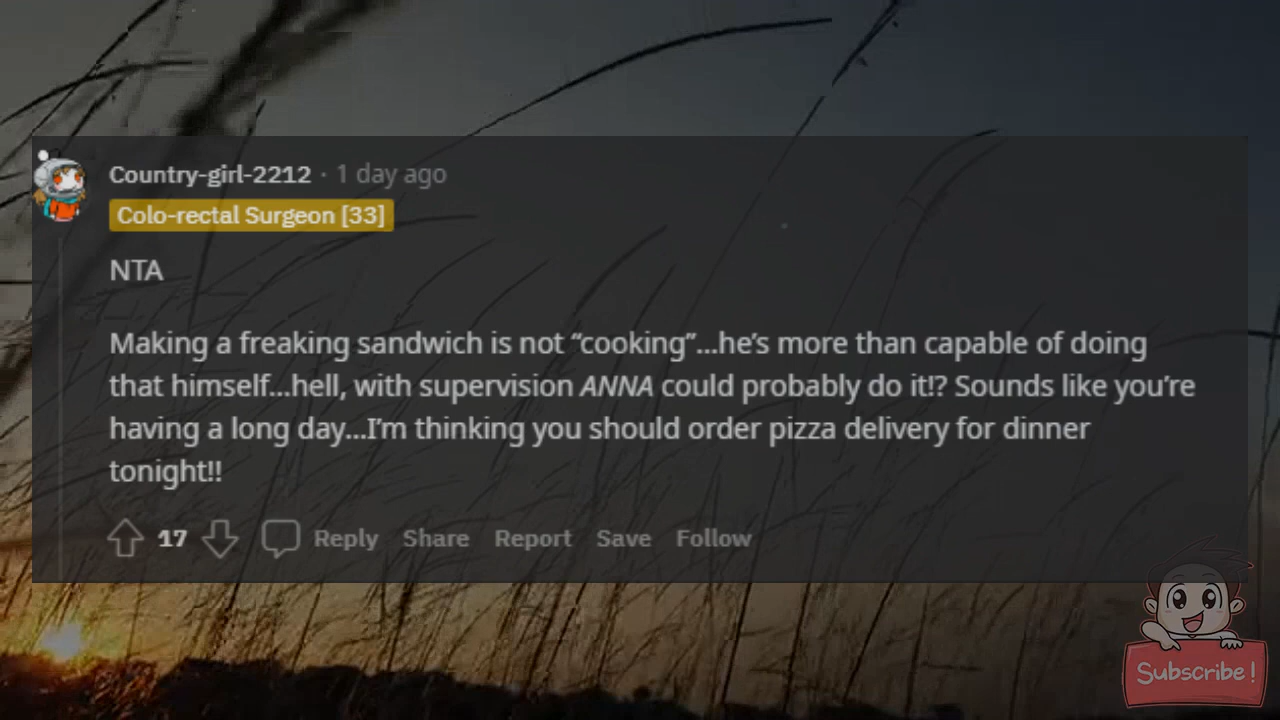 Country-girl-2212 · 1 day ago
Colo-rectal Surgeon [33]
NTA
Making a freaking sandwich is not “cooking”...he’s more than capable of doing
that himself...hell, with supervision ANNA could probably do it!? Sounds like you’re
having a long day...I’m thinking you should order pizza delivery for dinner
tonight!!
17 Reply Share Report Save Follow
Subscribe!